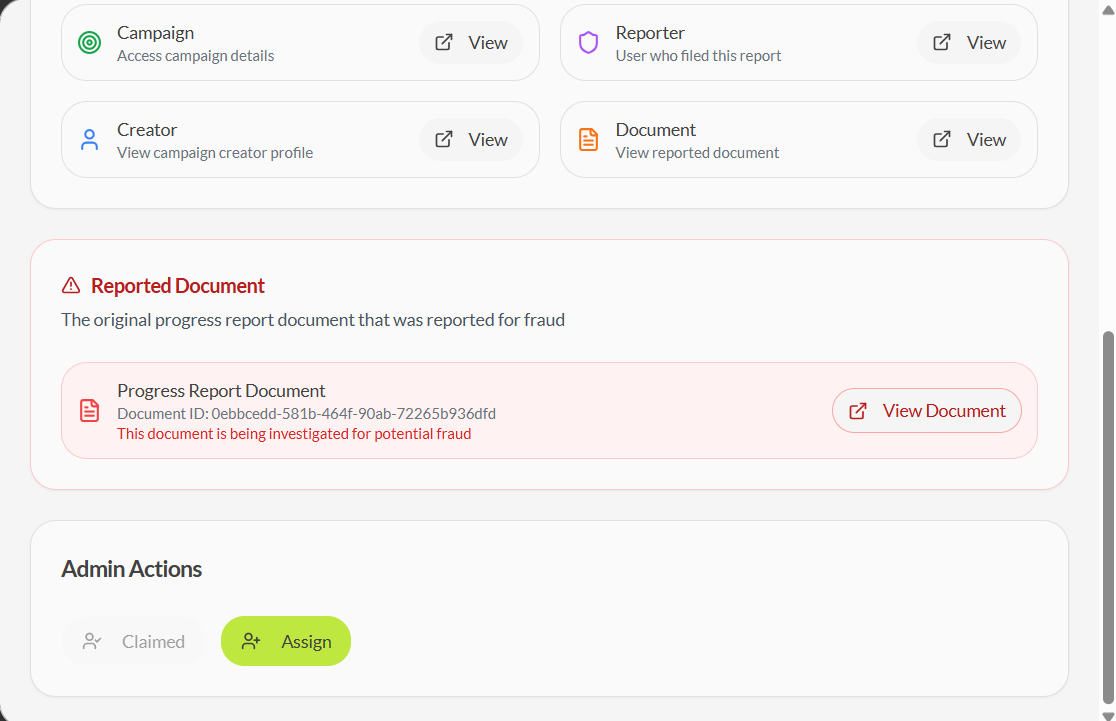 Campaign
Access campaign details
View
Reporter
User who filed this report
View
Creator
View campaign creator profile
View
Document
View reported document
View
Reported Document
The original progress report document that was reported for fraud
Progress Report Document
Document ID: 0ebbcedd-581b-464f-90ab-72265b936dfd
This document is being investigated for potential fraud
View Document
Admin Actions
Claimed
Assign